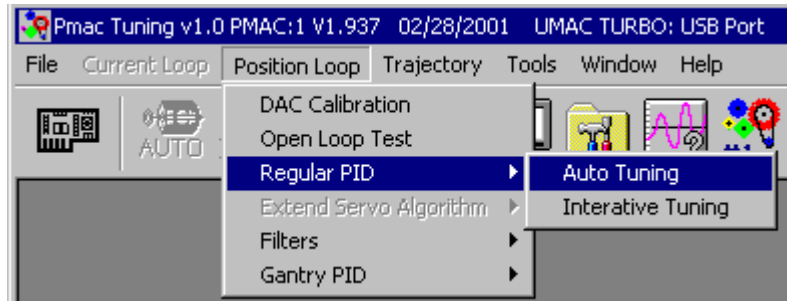 Pmac Tuning v1.0 PMAC:1 V1.937 02/28/2001 UMAC TURBO: USB Port
File Current Loop Position Loop Trajectory Tools Window Help
AUTO
DAC Calibration
Open Loop Test
Regular PID
Auto Tuning
Extend Servo Algorithm
Interative Tuning
Filters
Gantry PID